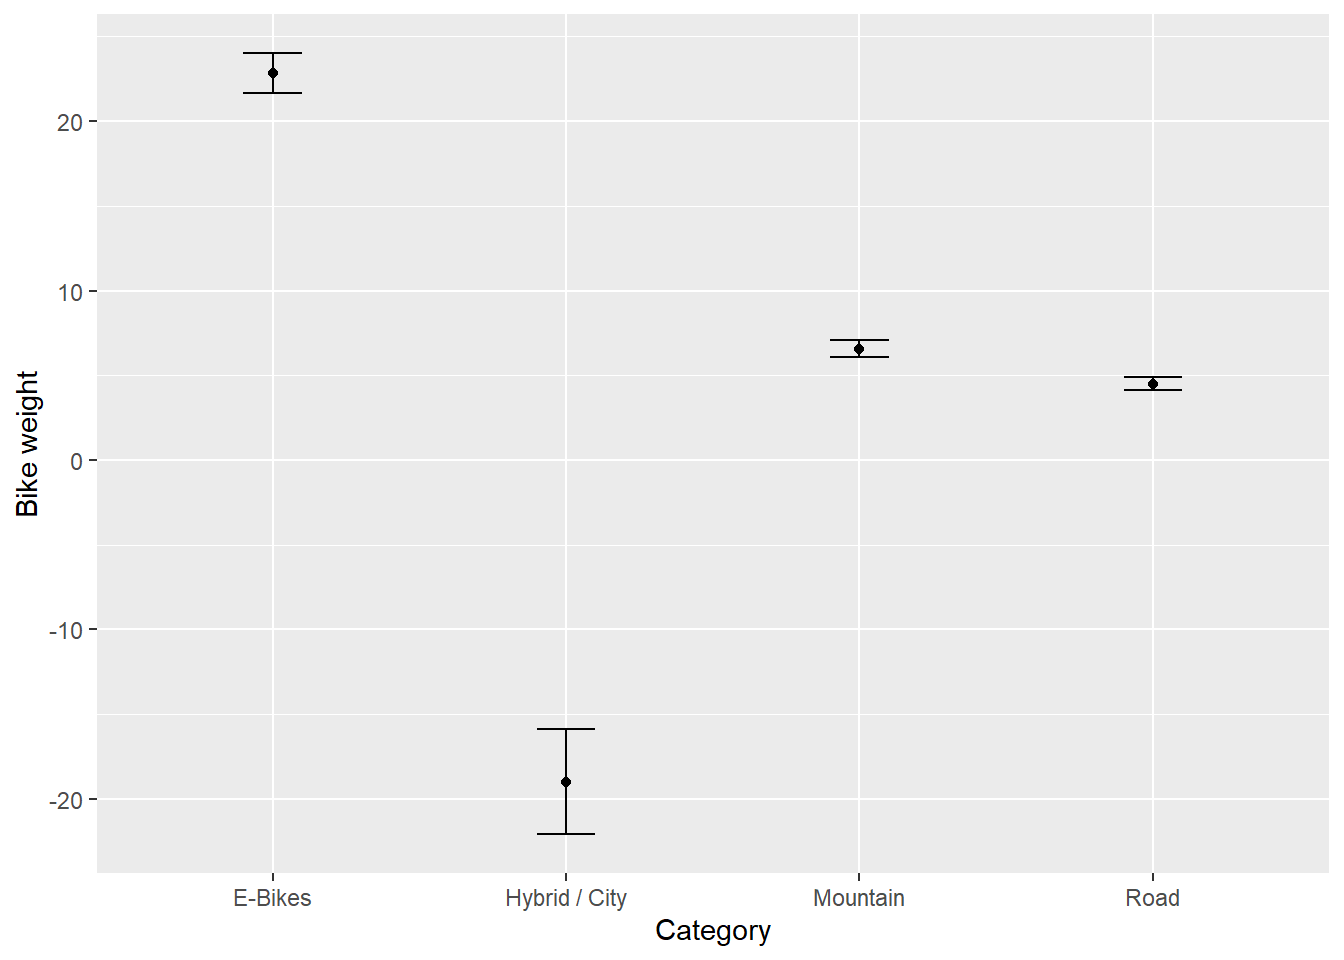 20
10
0
-10
-20
Bike weight
E-Bikes
Hybrid / City
Mountain
Road
Category